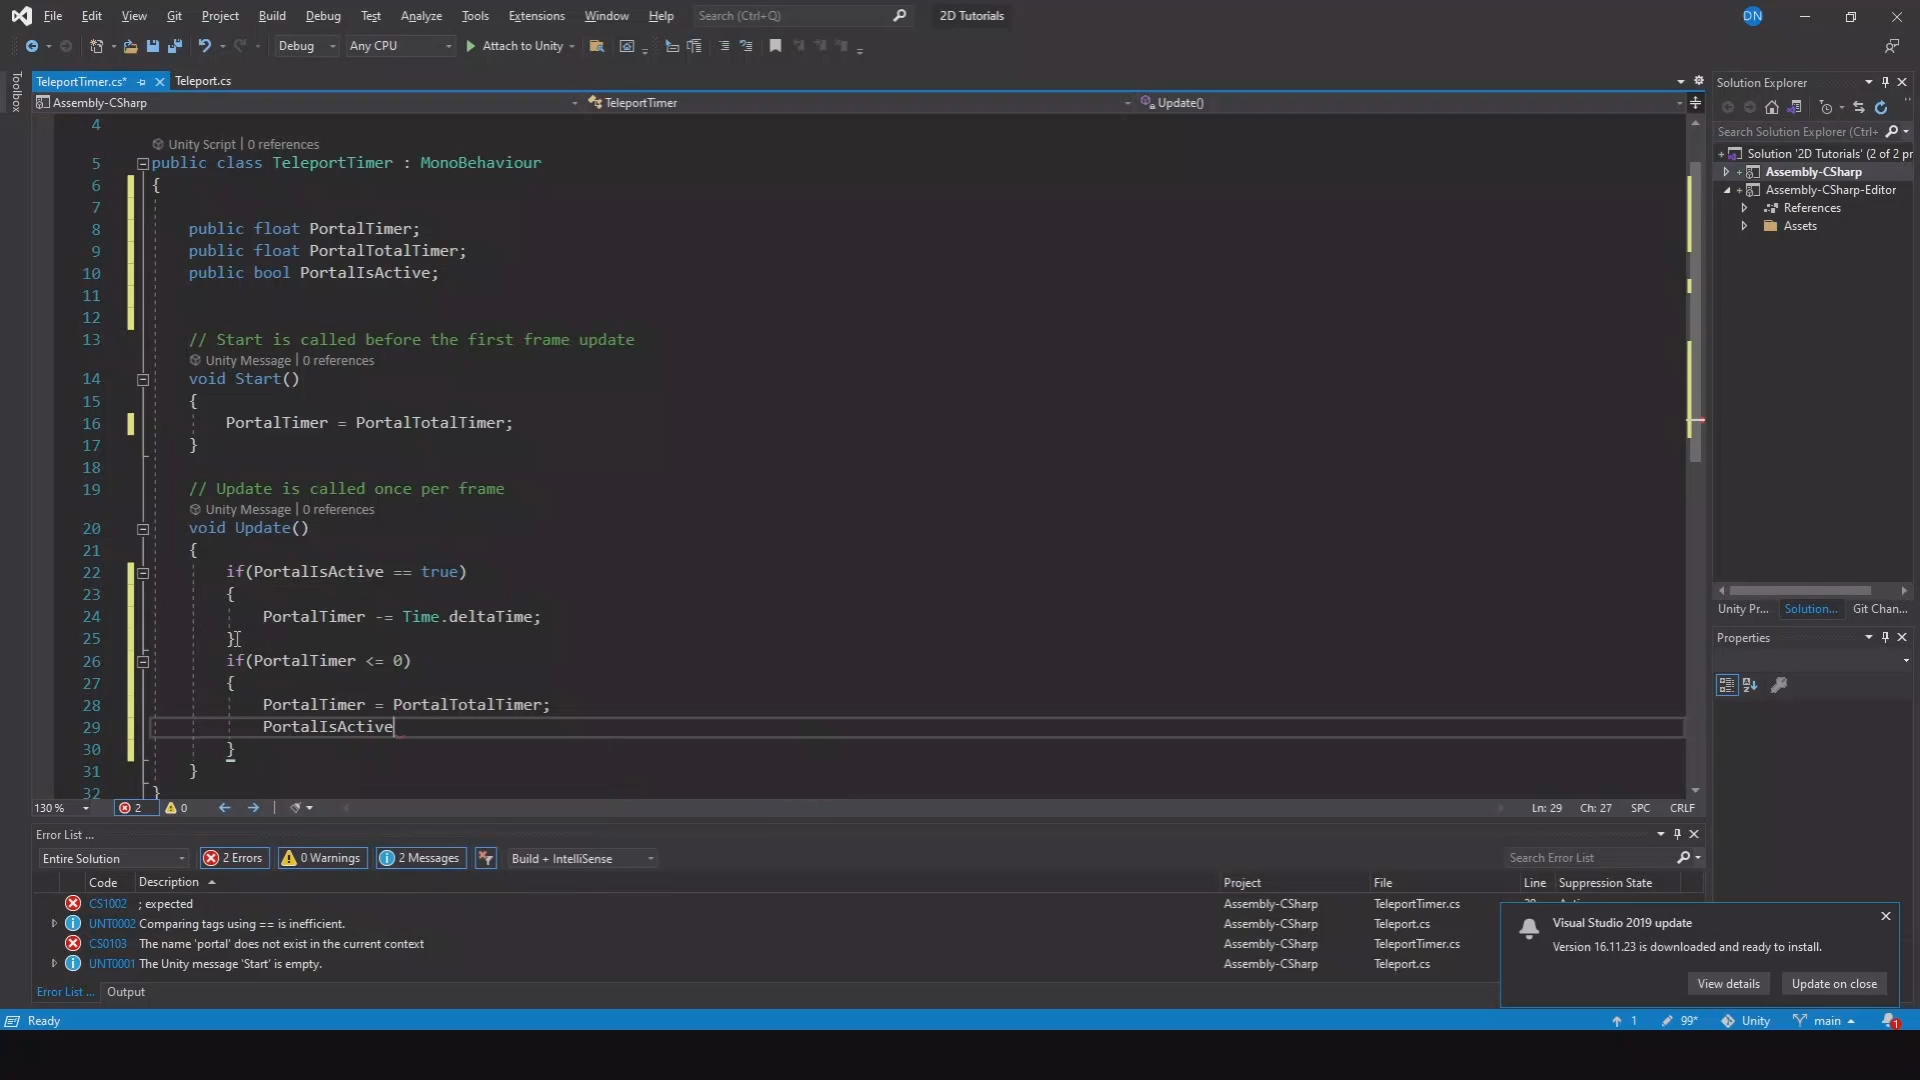 File Edit View Git Project Build Debug Test Analyze Tools Extensions Window Help Search (Ctrl+Q) 2D Tutorials DN
Debug Any CPU Attach to Unity
Toolbox
TeleportTimer.cs* Teleport.cs
Assembly-CSharp TeleportTimer Update()
4
Unity Script | 0 references
5 public class TeleportTimer : MonoBehaviour
6 {
7
8 public float PortalTimer;
9 public float PortalTotalTimer;
10 public bool PortalIsActive;
11
12
13 // Start is called before the first frame update
Unity Message | 0 references
14 void Start()
15 {
16 PortalTimer = PortalTotalTimer;
17 }
18
19 // Update is called once per frame
Unity Message | 0 references
20 void Update()
21 {
22 if(PortalIsActive == true)
23 {
24 PortalTimer -= Time.deltaTime;
25 }
26 if(PortalTimer <= 0)
27 {
28 PortalTimer = PortalTotalTimer;
29 PortalIsActive
30 }
31 }
32 }
130 % 2 0 Ln: 29 Ch: 27 SPC CRLF
Error List ...
Entire Solution 2 Errors 0 Warnings 2 Messages Build + IntelliSense Search Error List
Code Description Project File Line Suppression State
CS1002 ; expected Assembly-CSharp TeleportTimer.cs
UNT0002 Comparing tags using == is inefficient. Assembly-CSharp Teleport.cs
CS0103 The name 'portal' does not exist in the current context Assembly-CSharp TeleportTimer.cs
UNT0001 The Unity message 'Start' is empty. Assembly-CSharp Teleport.cs
Error List ... Output
Ready 1 99* Unity main 1
Solution Explorer
Search Solution Explorer (Ctrl+
Solution '2D Tutorials' (2 of 2 pr
Assembly-CSharp
Assembly-CSharp-Editor
References
Assets
Unity Pr... Solution... Git Chan...
Properties
Visual Studio 2019 update
Version 16.11.23 is downloaded and ready to install.
View details Update on close